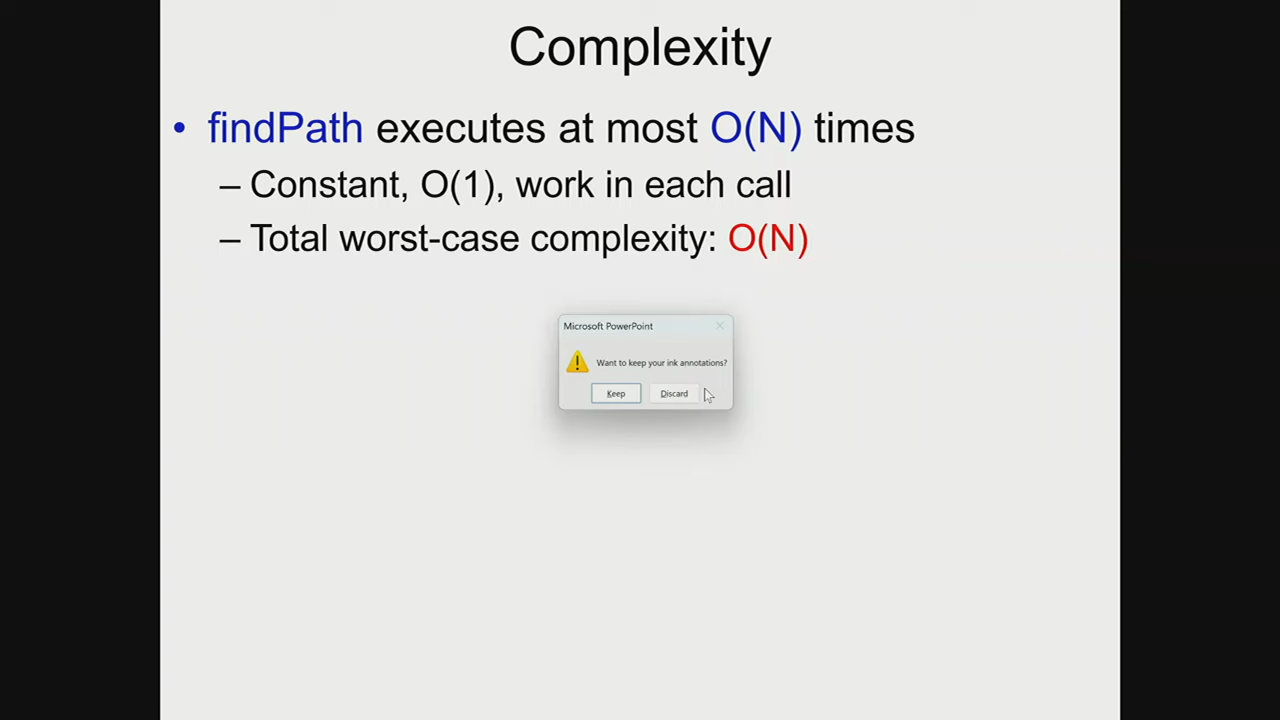 Complexity
• findPath executes at most O(N) times
– Constant, O(1), work in each call
– Total worst-case complexity: O(N)
Microsoft PowerPoint
Want to keep your ink annotations?
Keep Discard